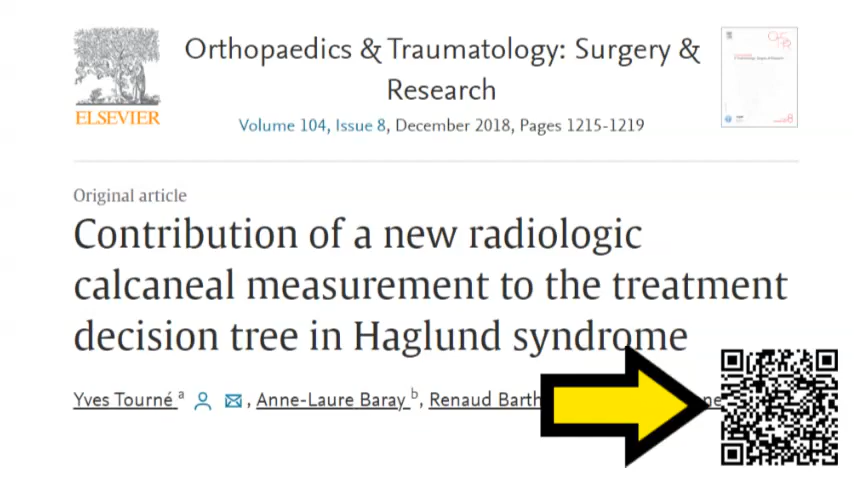 Orthopaedics & Traumatology: Surgery &
Research
ELSEVIER
Volume 104, Issue 8, December 2018, Pages 1215-1219
Original article
Contribution of a new radiologic
calcaneal measurement to the treatment
decision tree in Haglund syndrome
Yves Tourné a, Anne-Laure Baray b, Renaud Barth